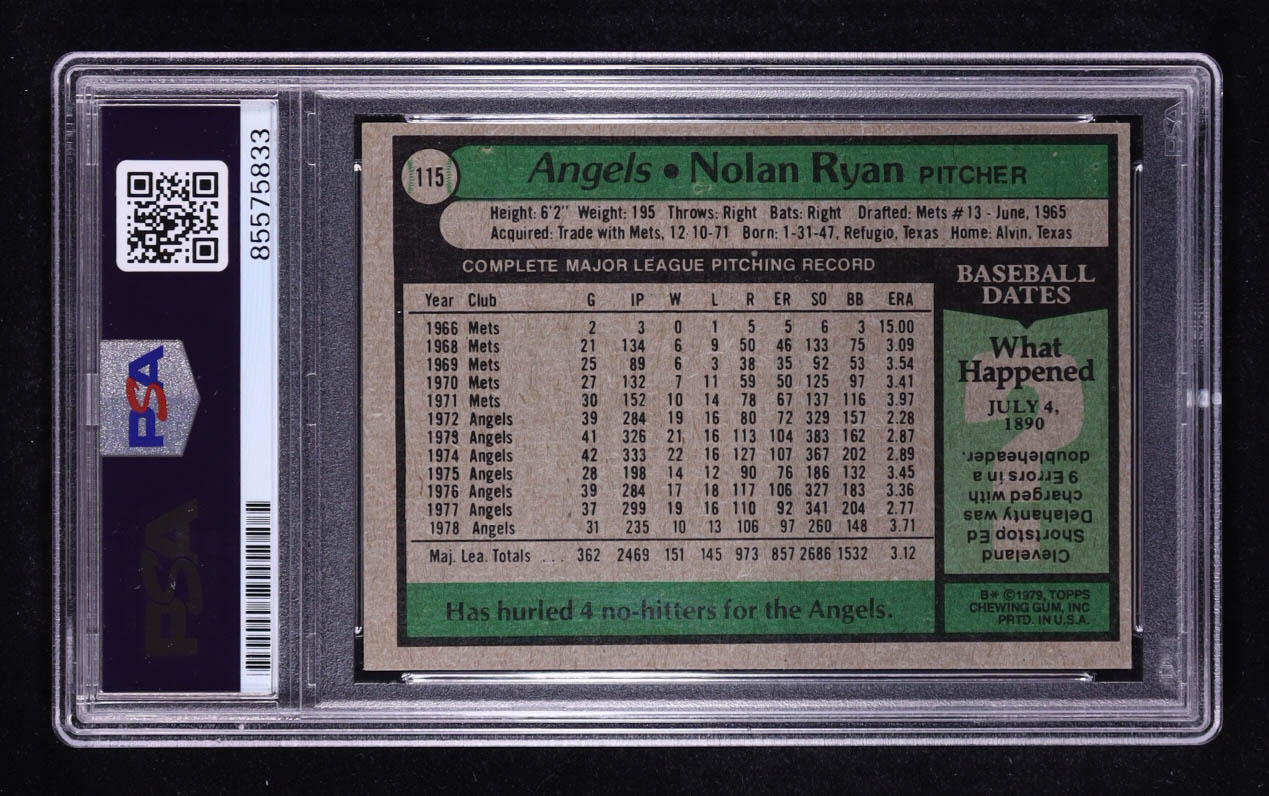 85575833
PSA
PSA
PSA
115
Angels • Nolan Ryan PITCHER
Height: 6'2" Weight: 195 Throws: Right Bats: Right Drafted: Mets #13 - June, 1965
Acquired: Trade with Mets, 12-10-71 Born: 1-31-47, Refugio, Texas Home: Alvin, Texas
COMPLETE MAJOR LEAGUE PITCHING RECORD
Year Club G IP W L R ER SO BB ERA
1966 Mets 2 3 0 1 5 5 6 3 15.00
1968 Mets 21 134 6 9 50 46 133 75 3.09
1969 Mets 25 89 6 3 38 35 92 53 3.54
1970 Mets 27 132 7 11 59 50 125 97 3.41
1971 Mets 30 152 10 14 78 67 137 116 3.97
1972 Angels 39 284 19 16 80 72 329 157 2.28
1973 Angels 41 326 21 16 113 104 383 162 2.87
1974 Angels 42 333 22 16 127 107 367 202 2.89
1975 Angels 28 198 14 12 90 76 186 132 3.45
1976 Angels 39 284 17 18 117 106 327 183 3.36
1977 Angels 37 299 19 16 110 92 341 204 2.77
1978 Angels 31 235 10 13 106 97 260 148 3.71
Maj. Lea. Totals ... 362 2469 151 145 973 857 2686 1532 3.12
Has hurled 4 no-hitters for the Angels.
BASEBALL
DATES
What
Happened
JULY 4,
1890
Cleveland
Shortstop Ed
Delahanty was
charged with
9 Errors in a
doubleheader.
B* ©1979, TOPPS
CHEWING GUM, INC
PRTD. IN U.S.A.